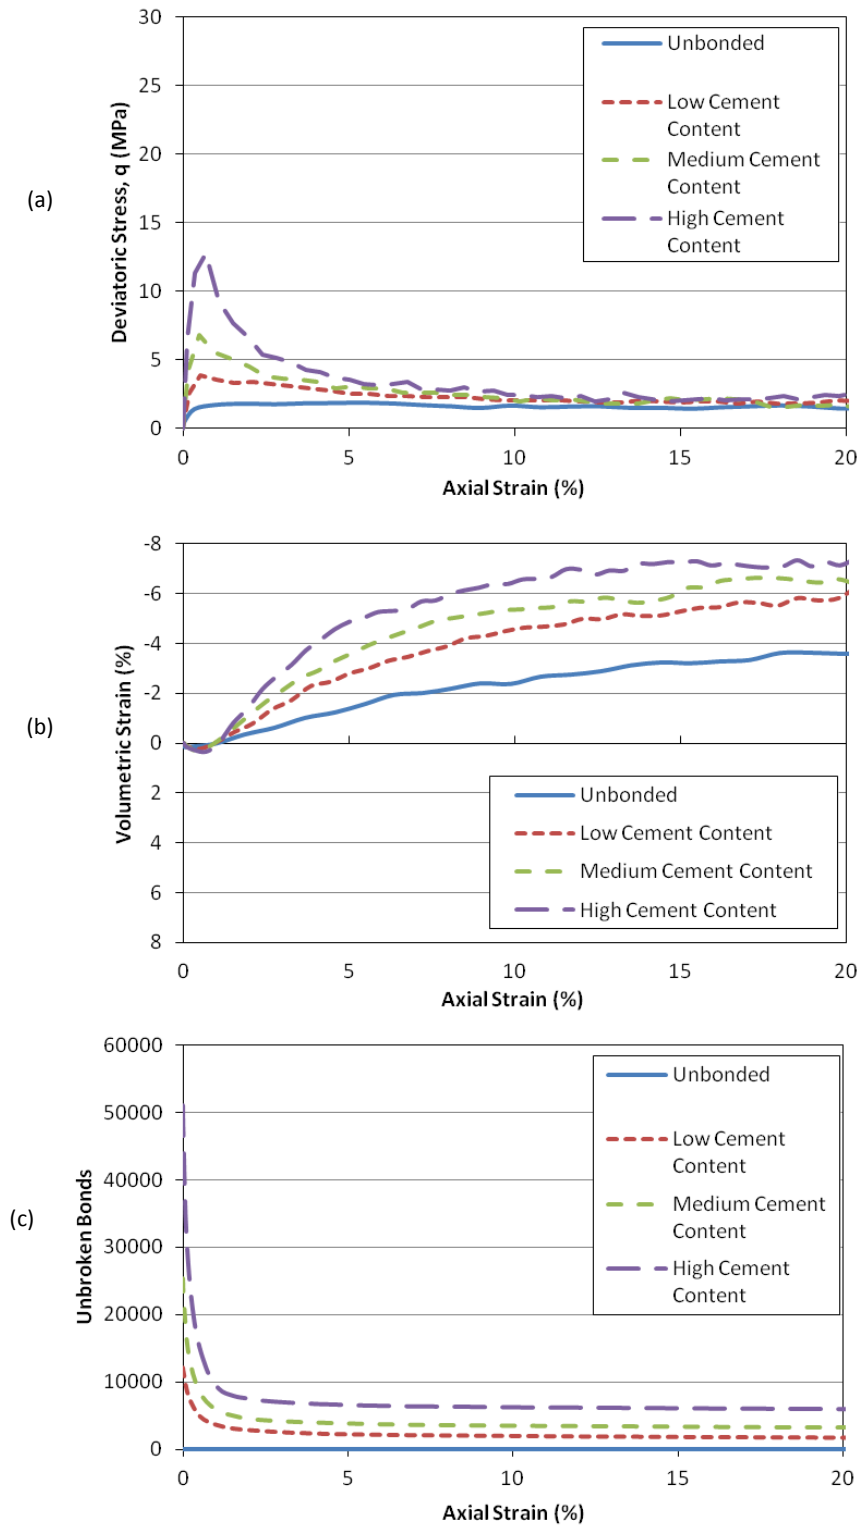 (a)
Deviatoric Stress, q (MPa)
30
25
20
15
10
5
0
Unbonded
Low Cement
Content
Medium Cement
Content
High Cement
Content
0 5 10 15 20
Axial Strain (%)
(b)
Volumetric Strain (%)
-8
-6
-4
-2
0
2
4
6
8
Unbonded
Low Cement Content
Medium Cement Content
High Cement Content
0 5 10 15 20
Axial Strain (%)
(c)
Unbroken Bonds
60000
50000
40000
30000
20000
10000
0
Unbonded
Low Cement
Content
Medium Cement
Content
High Cement
Content
0 5 10 15 20
Axial Strain (%)